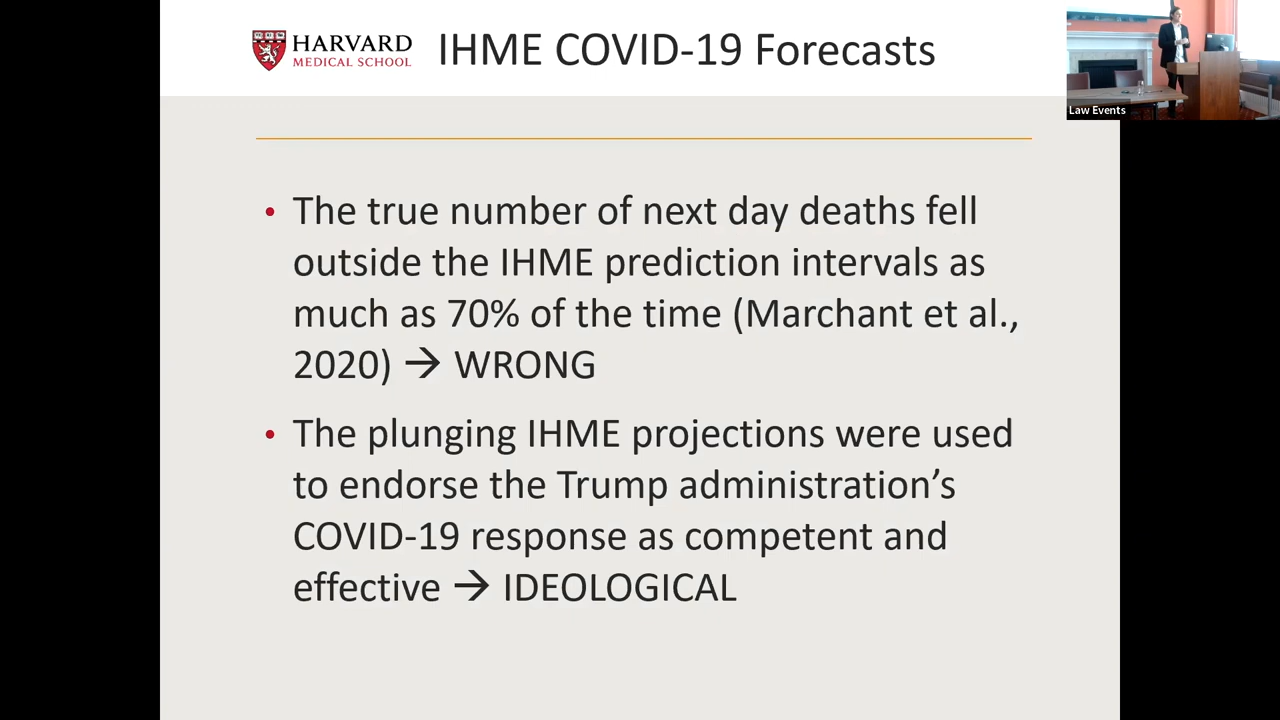 HARVARD
MEDICAL SCHOOL
IHME COVID-19 Forecasts
Law Events
• The true number of next day deaths fell
outside the IHME prediction intervals as
much as 70% of the time (Marchant et al.,
2020) → WRONG
• The plunging IHME projections were used
to endorse the Trump administration’s
COVID-19 response as competent and
effective → IDEOLOGICAL